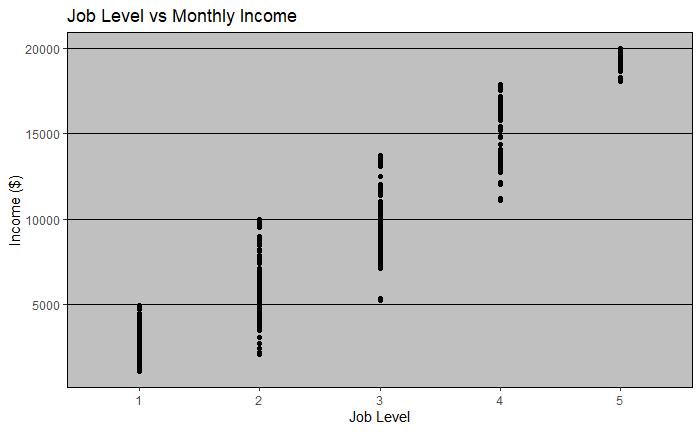 Job Level vs Monthly Income
20000
15000
10000
5000
Income ($)
1 2 3 4 5
Job Level